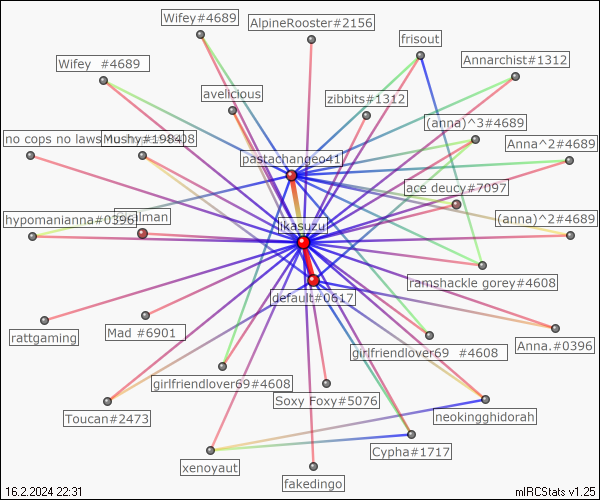 Wifey#4689
AlpineRooster#2156
frisout
Wifey  #4689
Annarchist#1312
avelicious
zibbits#1312
(anna)^3#4689
no cops no laws
Mushy#1984
Anna^2#4689
pastachangeo41
ace deucy#7097
hypomanianna#0396
(anna)^2#4689
ikasuzu
ramshackle gorey#4608
default#0617
rattgaming
Mad #6901
girlfriendlover69  #4608
Anna.#0396
girlfriendlover69#4608
Soxy Foxy#5076
Toucan#2473
neokingghidorah
Cypha#1717
xenoyaut
fakedingo
16.2.2024 22:31
mIRCStats v1.25